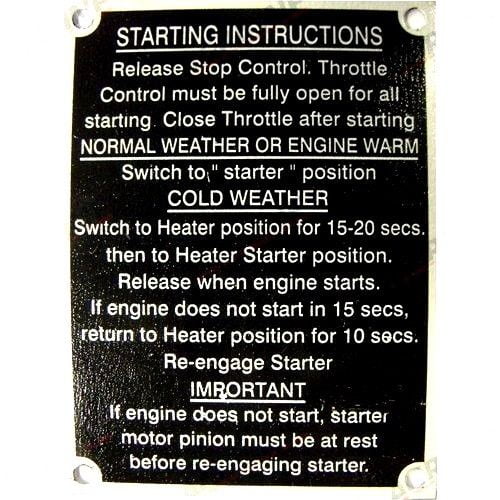 STARTING INSTRUCTIONS
Release Stop Control. Throttle
Control must be fully open for all
starting. Close Throttle after starting
NORMAL WEATHER OR ENGINE WARM
Switch to " starter " position
COLD WEATHER
Switch to Heater position for 15-20 secs.
then to Heater Starter position.
Release when engine starts.
If engine does not start in 15 secs,
return to Heater position for 10 secs.
Re-engage Starter
IMPORTANT
If engine does not start, starter
motor pinion must be at rest
before re-engaging starter.